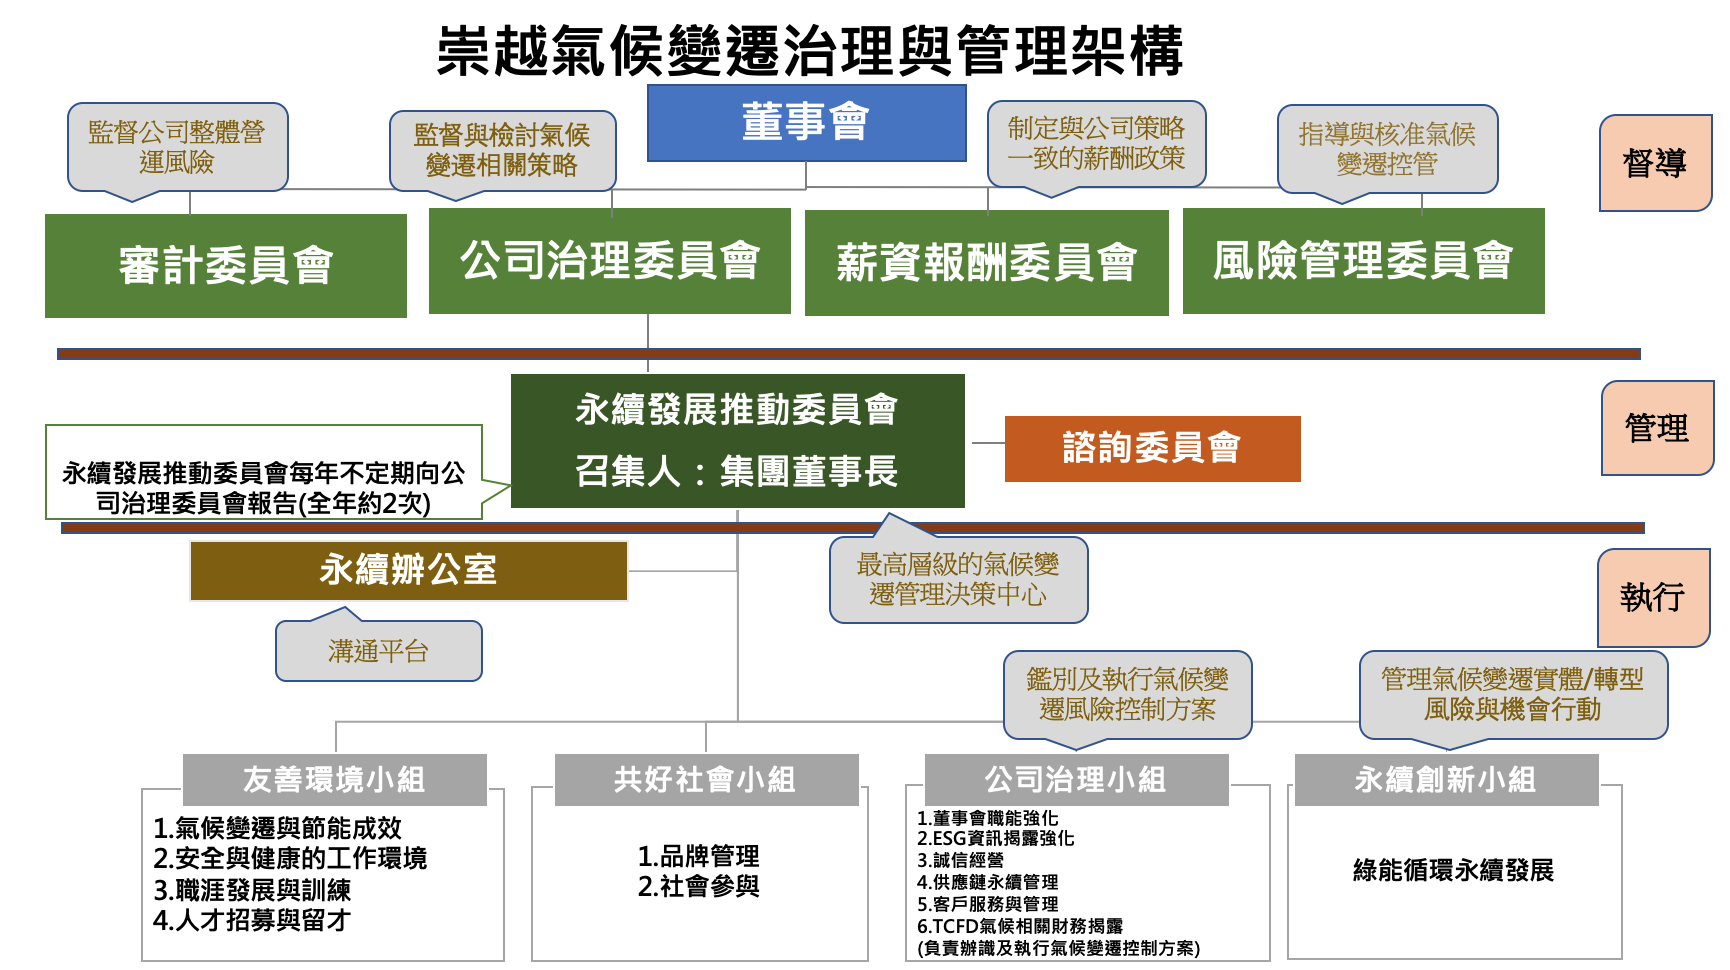 崇越氣候變遷治理與管理架構
董事會
監督公司整體營
運風險
監督與檢討氣候
變遷相關策略
制定與公司策略
一致的薪酬政策
指導與核准氣候
變遷控管
督導
審計委員會
公司治理委員會
薪資報酬委員會
風險管理委員會
永續發展推動委員會
召集人：集團董事長
諮詢委員會
管理
永續發展推動委員會每年不定期向公
司治理委員會報告(全年約2次)
永續辦公室
最高層級的氣候變
遷管理決策中心
執行
溝通平台
鑑別及執行氣候變
遷風險控制方案
管理氣候變遷實體/轉型
風險與機會行動
友善環境小組
1.氣候變遷與節能成效
2.安全與健康的工作環境
3.職涯發展與訓練
4.人才招募與留才
共好社會小組
1.品牌管理
2.社會參與
公司治理小組
1.董事會職能強化
2.ESG資訊揭露強化
3.誠信經營
4.供應鏈永續管理
5.客戶服務與管理
6.TCFD氣候相關財務揭露
(負責辦識及執行氣候變遷控制方案)
永續創新小組
綠能循環永續發展